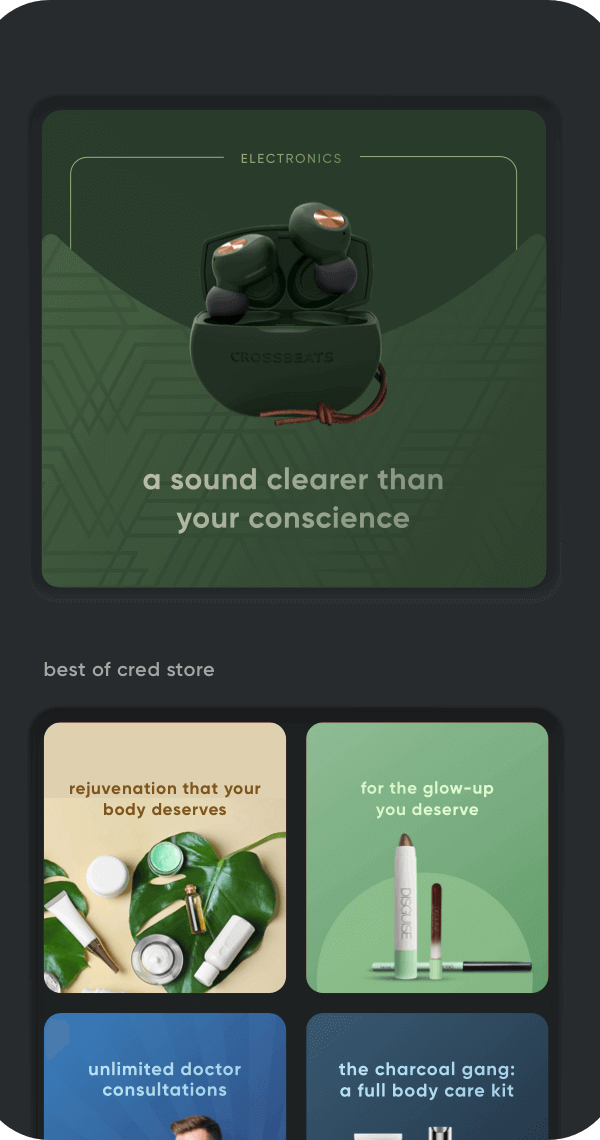 ELECTRONICS
CROSSBEATS
a sound clearer than
your conscience
best of cred store
rejuvenation that your
body deserves
for the glow-up
you deserve
DISGUISE
unlimited doctor
consultations
the charcoal gang:
a full body care kit